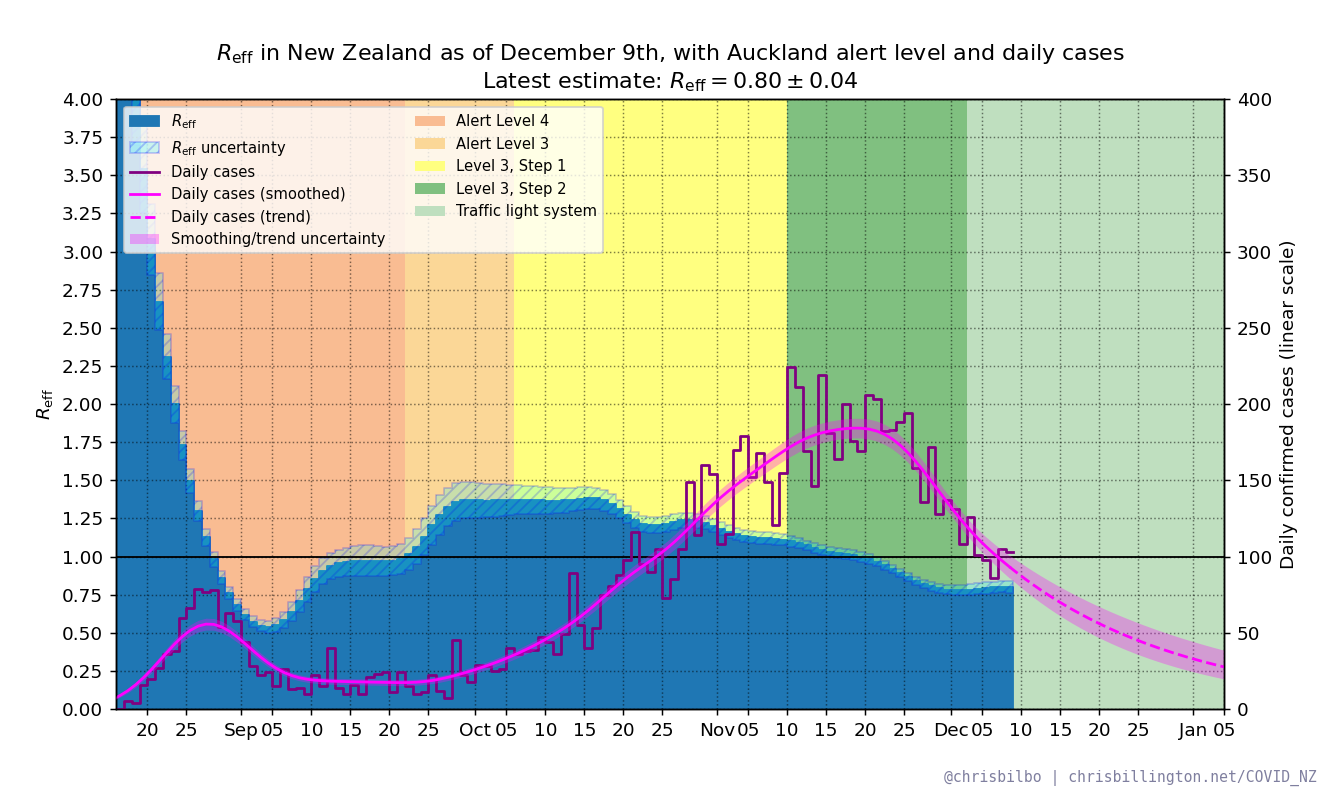 Reff in New Zealand as of December 9th, with Auckland alert level and daily cases
Latest estimate: Reff = 0.80 ± 0.04
4.00
3.75
3.50
3.25
3.00
2.75
2.50
2.25
2.00
1.75
1.50
1.25
1.00
0.75
0.50
0.25
0.00
Reff
Reff
Reff uncertainty
Daily cases
Daily cases (smoothed)
Daily cases (trend)
Smoothing/trend uncertainty
Alert Level 4
Alert Level 3
Level 3, Step 1
Level 3, Step 2
Traffic light system
400
350
300
250
200
150
100
50
0
Daily confirmed cases (linear scale)
20 25 Sep 05 10 15 20 25 Oct 05 10 15 20 25 Nov 05 10 15 20 25 Dec 05 10 15 20 25 Jan 05
@chrisbilbo | chrisbillington.net/COVID_NZ